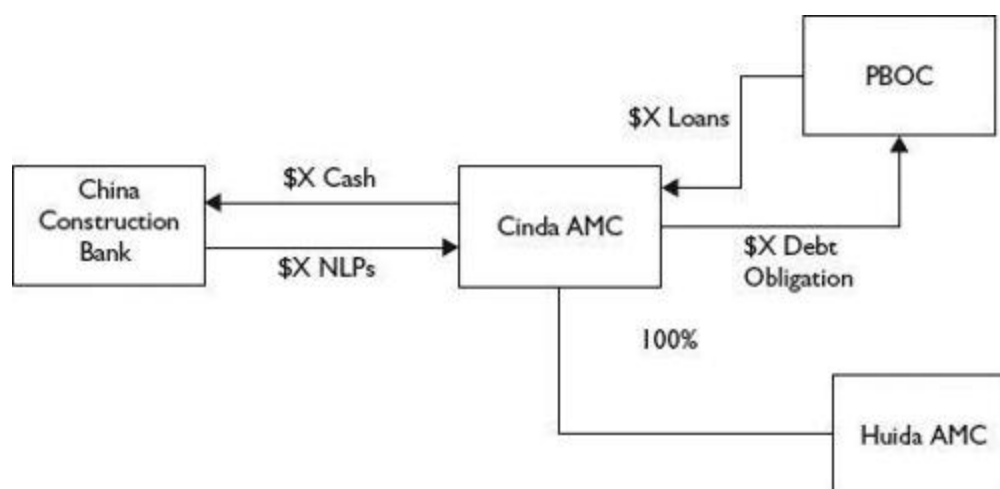 PBOC
$X Loans
$X Cash
China
Construction
Bank
Cinda AMC
$X NLPs
$X Debt
Obligation
100%
Huida AMC